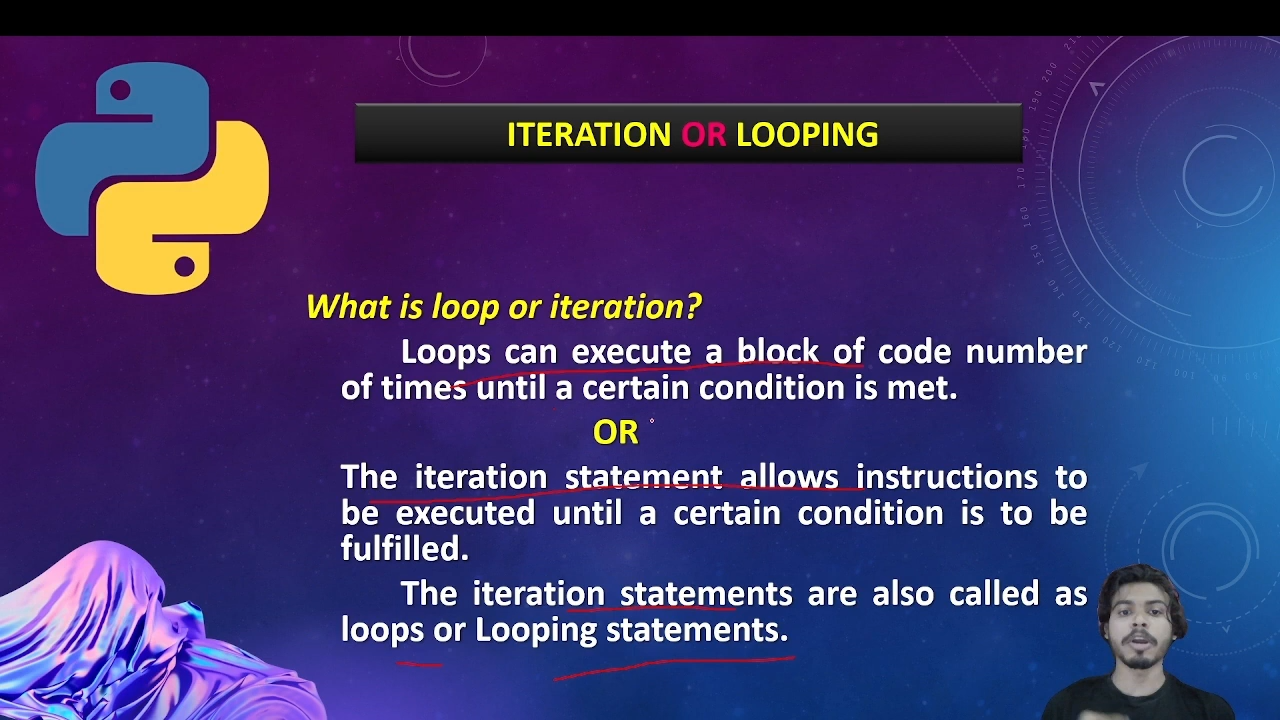 ITERATION OR LOOPING
What is loop or iteration?
Loops can execute a block of code number
of times until a certain condition is met.
OR
The iteration statement allows instructions to
be executed until a certain condition is to be
fulfilled.
The iteration statements are also called as
loops or Looping statements.